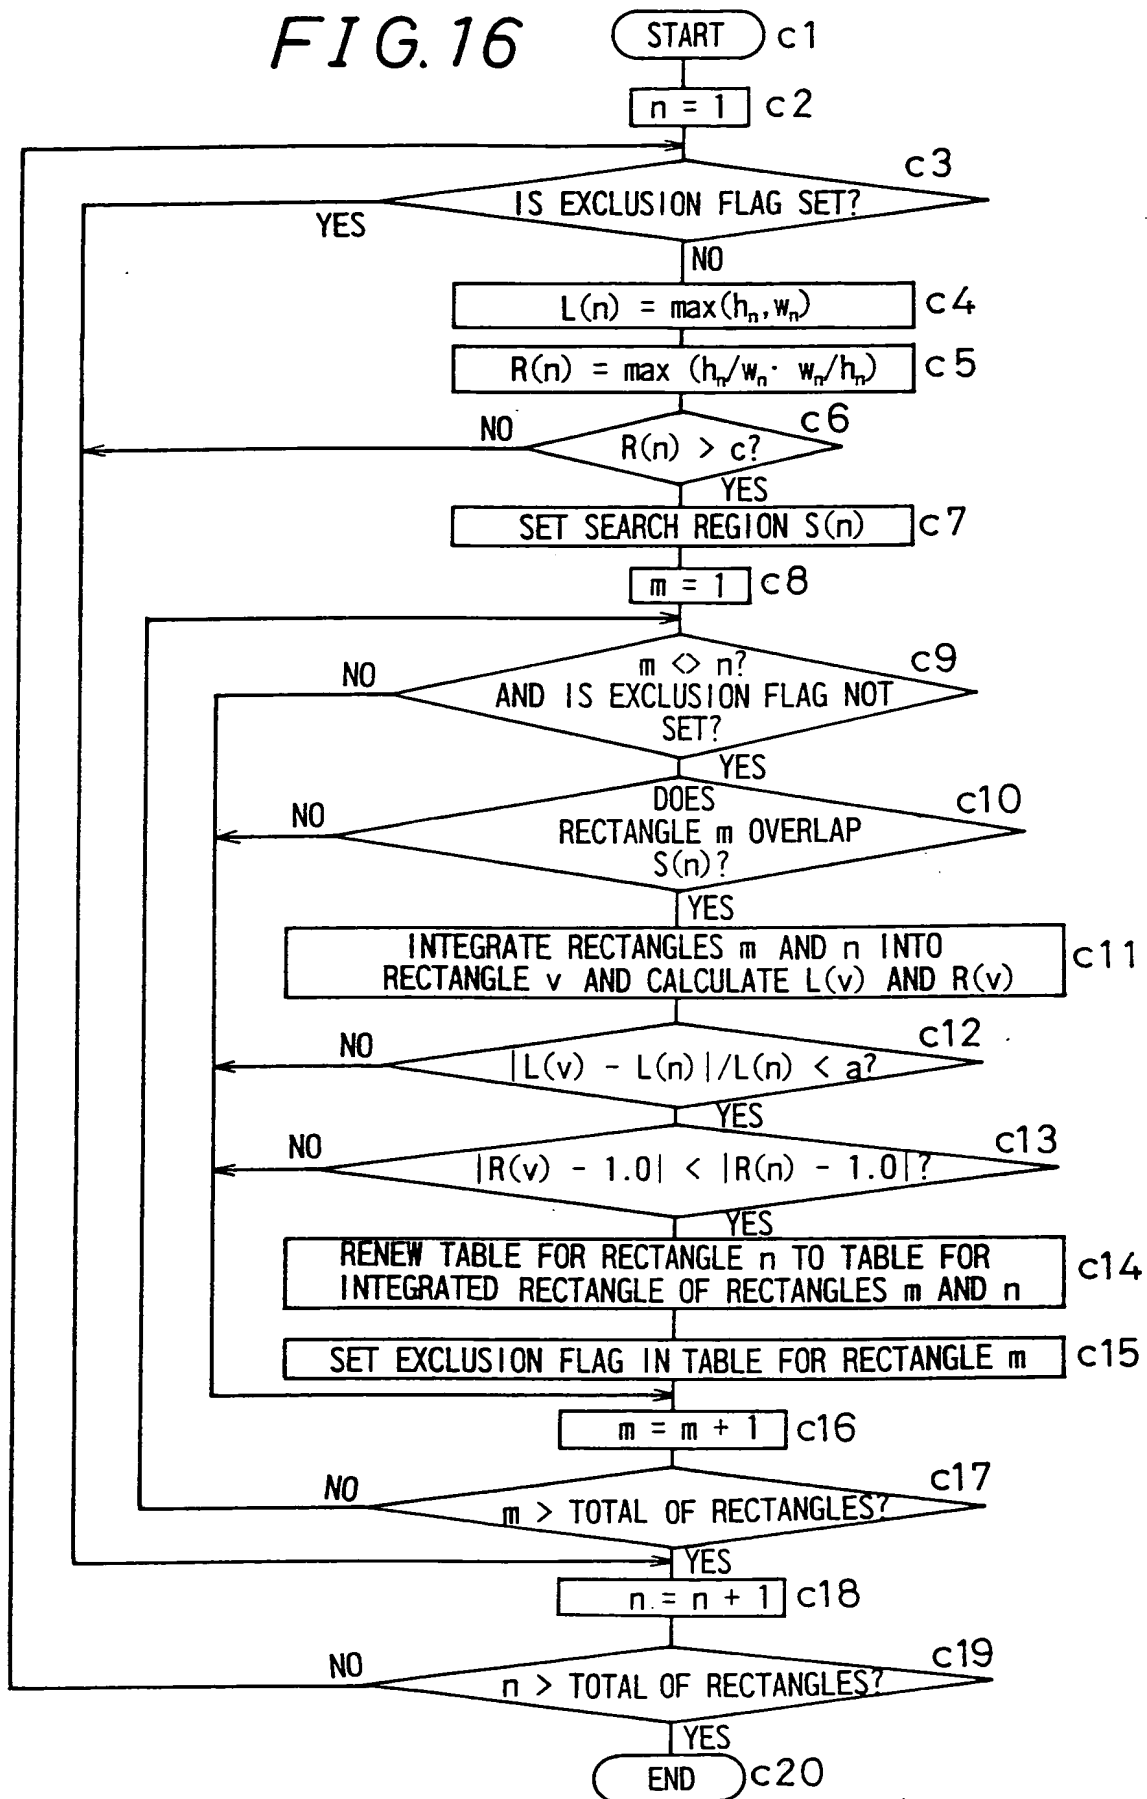 FIG. 16
START c1
n = 1 c2
c3
IS EXCLUSION FLAG SET?
YES
NO
L(n) = max(hₙ, wₙ) c4
R(n) = max (hₙ/wₙ· wₙ/hₙ) c5
c6
NO
R(n) > c?
YES
SET SEARCH REGION S(n) c7
m = 1 c8
c9
NO
m <> n?
AND IS EXCLUSION FLAG NOT
SET?
YES
c10
NO
DOES
RECTANGLE m OVERLAP
S(n)?
YES
INTEGRATE RECTANGLES m AND n INTO
RECTANGLE v AND CALCULATE L(v) AND R(v)
c11
c12
NO
|L(v) - L(n)|/L(n) < a?
YES
c13
NO
|R(v) - 1.0| < |R(n) - 1.0|?
YES
RENEW TABLE FOR RECTANGLE n TO TABLE FOR
INTEGRATED RECTANGLE OF RECTANGLES m AND n
c14
SET EXCLUSION FLAG IN TABLE FOR RECTANGLE m c15
m = m + 1 c16
c17
NO
m > TOTAL OF RECTANGLES?
YES
n = n + 1 c18
c19
NO
n > TOTAL OF RECTANGLES?
YES
END c20